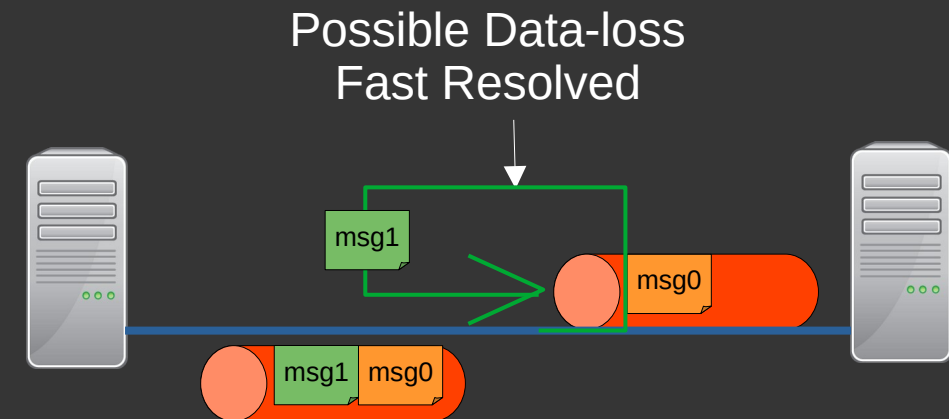 Possible Data-loss
Fast Resolved
msg1
msg0
msg1 msg0